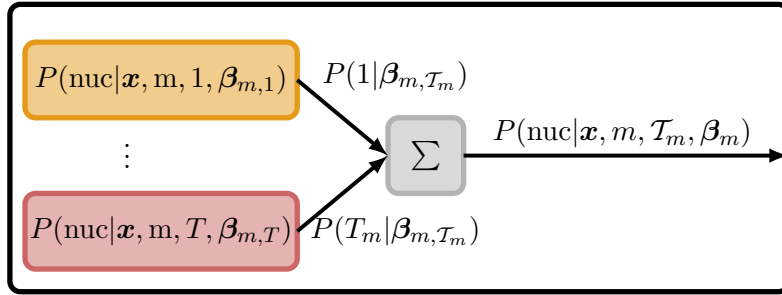 P(nuc|𝒙, m, 1, 𝜷_{m,1})
P(1|𝜷_{m,𝒯_m})
⋮
∑
P(nuc|𝒙, m, 𝒯_m, 𝜷_m)
P(nuc|𝒙, m, T, 𝜷_{m,T})
P(T_m|𝜷_{m,𝒯_m})